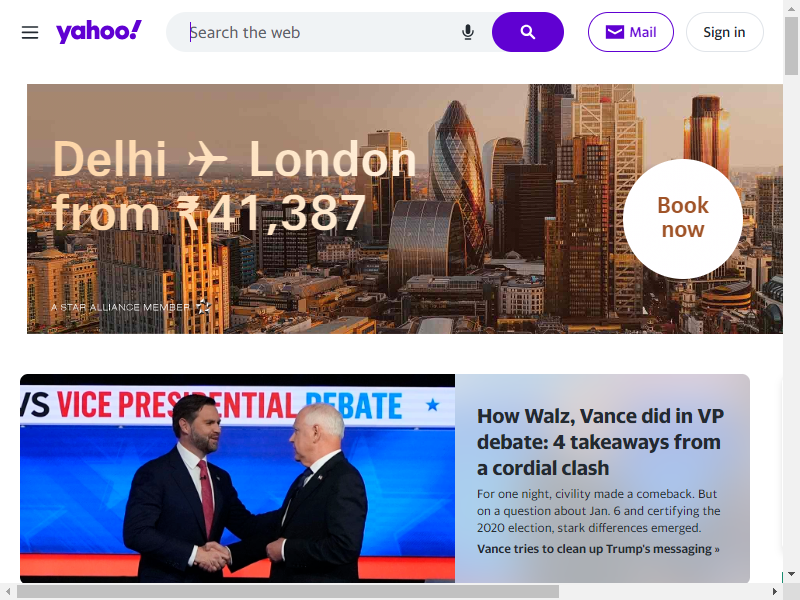 yahoo!
Search the web
Mail
Sign in
Delhi ✈ London
from ₹41,387
Book
now
A STAR ALLIANCE MEMBER
VS VICE PRESIDENTIAL DEBATE
How Walz, Vance did in VP
debate: 4 takeaways from
a cordial clash
For one night, civility made a comeback. But
on a question about Jan. 6 and certifying the
2020 election, stark differences emerged.
Vance tries to clean up Trump's messaging »